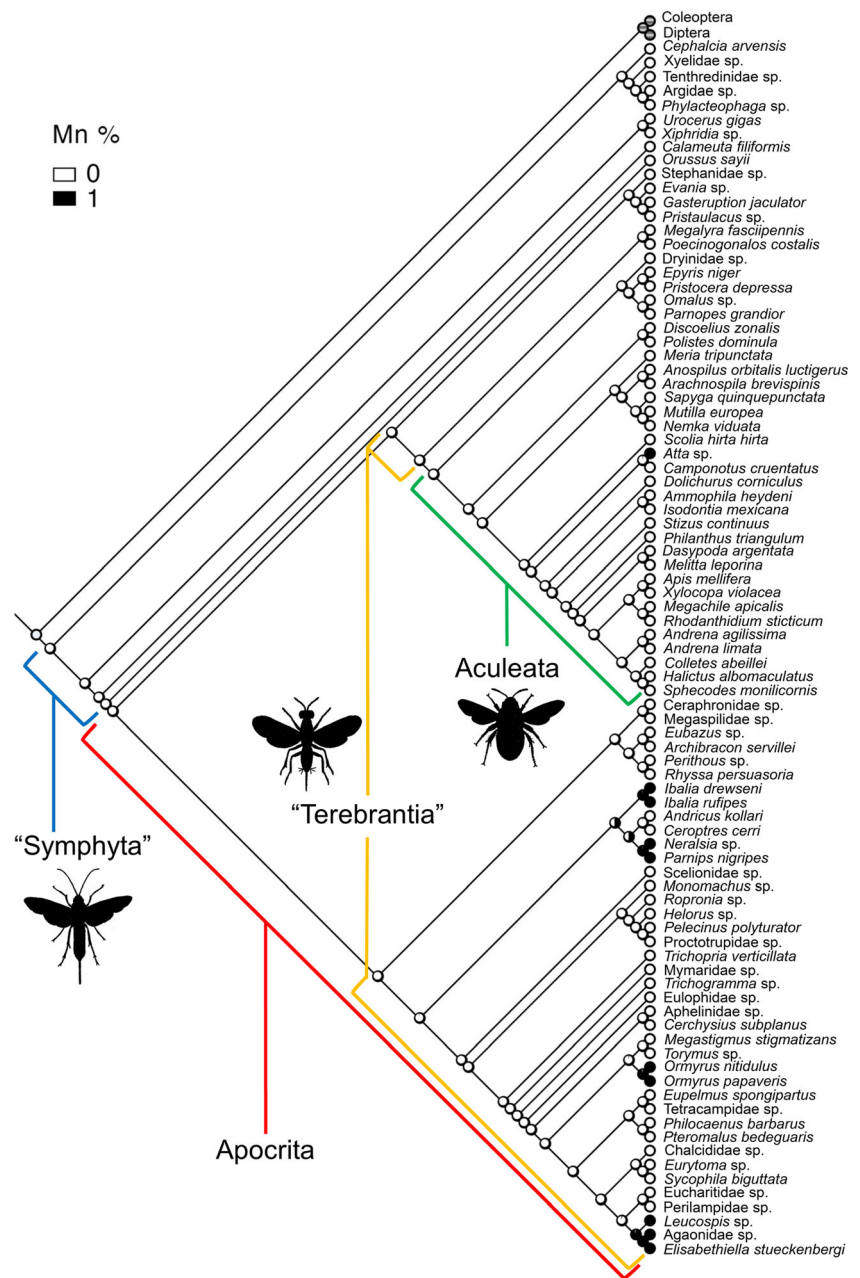 Mn %
0
1
Coleoptera
Diptera
Cephalcia arvensis
Xyelidae sp.
Tenthredinidae sp.
Argidae sp.
Phylacteophaga sp.
Urocerus gigas
Xiphridia sp.
Calameuta filiformis
Orussus sayii
Stephanidae sp.
Evania sp.
Gasteruption jaculator
Pristaulacus sp.
Megalyra fasciipennis
Poecinogonalos costalis
Dryinidae sp.
Epyris niger
Pristocera depressa
Omalus sp.
Parnopes grandior
Discoelius zonalis
Polistes dominula
Meria tripunctata
Anospilus orbitalis luctigerus
Arachnospila brevispinis
Sapyga quinquepunctata
Mutilla europea
Nemka viduata
Scolia hirta hirta
Atta sp.
Camponotus cruentatus
Dolichurus corniculus
Ammophila heydeni
Isodontia mexicana
Stizus continuus
Philanthus triangulum
Dasypoda argentata
Melitta leporina
Apis mellifera
Xylocopa violacea
Megachile apicalis
Rhodanthidium sticticum
Andrena agilissima
Andrena limata
Colletes abeillei
Halictus albomaculatus
Sphecodes monilicornis
Ceraphronidae sp.
Megaspilidae sp.
Eubazus sp.
Archibracon servillei
Perithous sp.
Rhyssa persuasoria
Ibalia drewseni
Ibalia rufipes
Andricus kollari
Ceroptres cerri
Neralsia sp.
Parnips nigripes
Scelionidae sp.
Monomachus sp.
Ropronia sp.
Helorus sp.
Pelecinus polyturator
Proctotrupidae sp.
Trichopria verticillata
Mymaridae sp.
Trichogramma sp.
Eulophidae sp.
Aphelinidae sp.
Cerchysius subplanus
Megastigmus stigmatizans
Torymus sp.
Ormyrus nitidulus
Ormyrus papaveris
Eupelmus spongipartus
Tetracampidae sp.
Philocaenus barbarus
Pteromalus bedeguaris
Chalcididae sp.
Eurytoma sp.
Sycophila biguttata
Eucharitidae sp.
Perilampidae sp.
Leucospis sp.
Agaonidae sp.
Elisabethiella stueckenbergi
Aculeata
“Terebrantia”
“Symphyta”
Apocrita